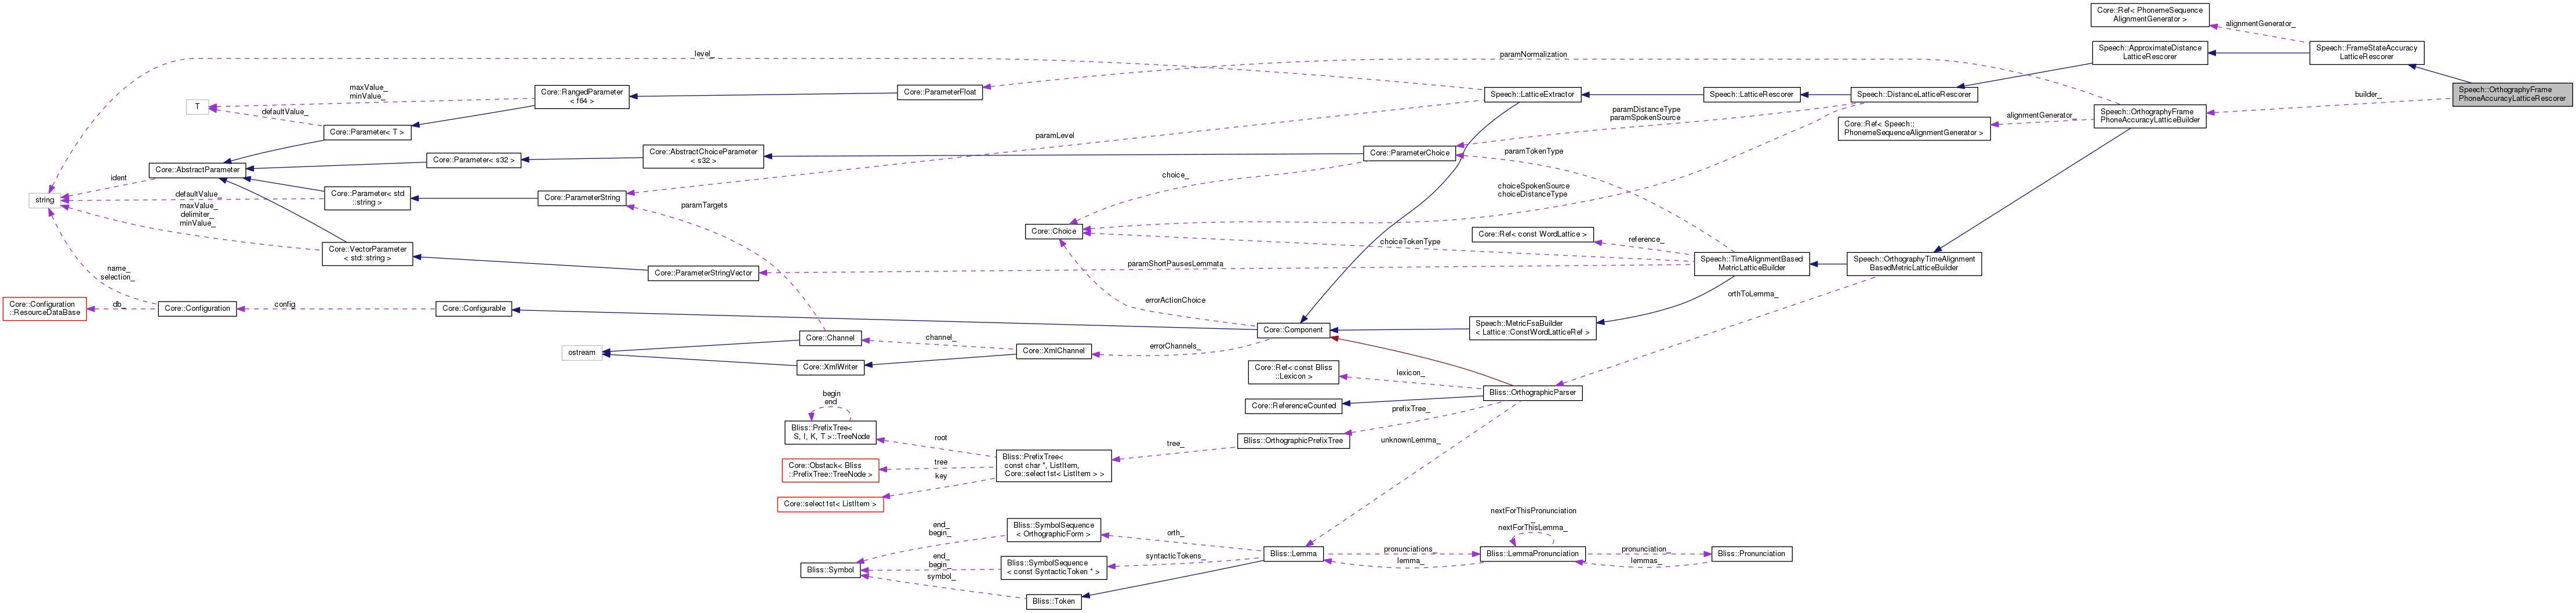 Core::Ref< PhonemeSequence
AlignmentGenerator >
alignmentGenerator_
Speech::FrameStateAccuracy
LatticeRescorer
Speech::ApproximateDistance
LatticeRescorer
level_
paramNormalization
Speech::OrthographyFrame
PhoneAccuracyLatticeRescorer
builder_
maxValue_
minValue_
Core::RangedParameter
< f64 >
Core::ParameterFloat
Speech::LatticeExtractor
Speech::LatticeRescorer
Speech::DistanceLatticeRescorer
T
defaultValue_
paramDistanceType
paramSpokenSource
alignmentGenerator_
Speech::OrthographyFrame
PhoneAccuracyLatticeBuilder
Core::Parameter< T >
paramLevel
Core::Ref< Speech::
PhonemeSequenceAlignmentGenerator >
Core::AbstractParameter
Core::Parameter< s32 >
Core::AbstractChoiceParameter
< s32 >
Core::ParameterChoice
paramTokenType
ident
choice_
choiceSpokenSource
choiceDistanceType
string
defaultValue_
Core::Parameter< std
::string >
Core::ParameterString
paramTargets
maxValue_
delimiter_
minValue_
Core::VectorParameter
< std::string >
Core::Choice
choiceTokenType
Core::Ref< const WordLattice >
reference_
name_
selection_
Core::ParameterStringVector
paramShortPausesLemmata
Speech::TimeAlignmentBased
MetricLatticeBuilder
Speech::OrthographyTimeAlignment
BasedMetricLatticeBuilder
Core::Configuration
::ResourceDataBase
db_
Core::Configuration
config
Core::Configurable
errorActionChoice
orthToLemma_
Core::Component
Speech::MetricFsaBuilder
< Lattice::ConstWordLatticeRef >
ostream
Core::Channel
channel_
Core::XmlChannel
errorChannels_
Core::XmlWriter
Core::Ref< const Bliss
::Lexicon >
lexicon_
Bliss::OrthographicParser
Core::ReferenceCounted
prefixTree_
begin
end
Bliss::PrefixTree<
S, I, K, T >::TreeNode
root
tree_
Bliss::OrthographicPrefixTree
unknownLemma_
Core::Obstack< Bliss
::PrefixTree::TreeNode >
tree
Bliss::PrefixTree<
const char *, ListItem,
Core::select1st< ListItem > >
key
Core::select1st< ListItem >
end_
begin_
Bliss::SymbolSequence
< OrthographicForm >
orth_
nextForThisPronunciation
_
nextForThisLemma_
Bliss::Symbol
end_
begin_
symbol_
Bliss::SymbolSequence
< const SyntacticToken * >
syntacticTokens_
Bliss::Lemma
pronunciations_
lemma_
Bliss::LemmaPronunciation
pronunciation_
lemmas_
Bliss::Pronunciation
Bliss::Token